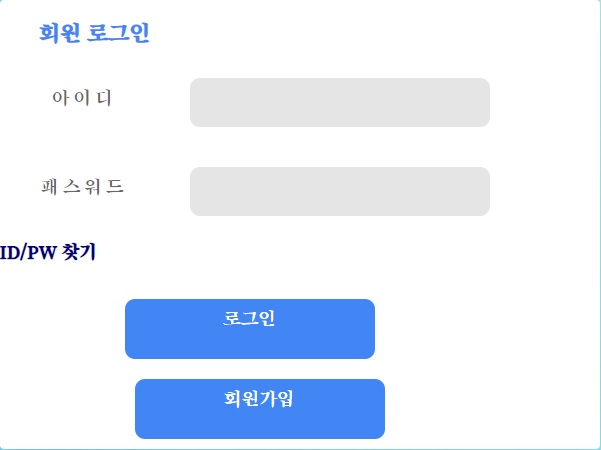 회원 로그인
아이디
패스워드
ID/PW 찾기
로그인
회원가입